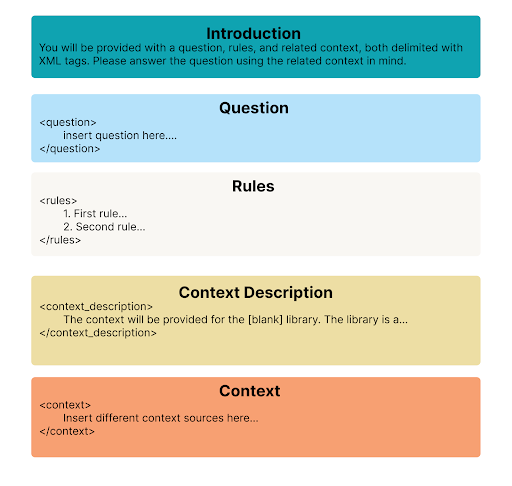 Introduction
You will be provided with a question, rules, and related context, both delimited with
XML tags. Please answer the question using the related context in mind.
Question
<question>
insert question here....
</question>
Rules
<rules>
1. First rule...
2. Second rule...
</rules>
Context Description
<context_description>
The context will be provided for the [blank] library. The library is a...
</context_description>
Context
<context>
Insert different context sources here...
</context>